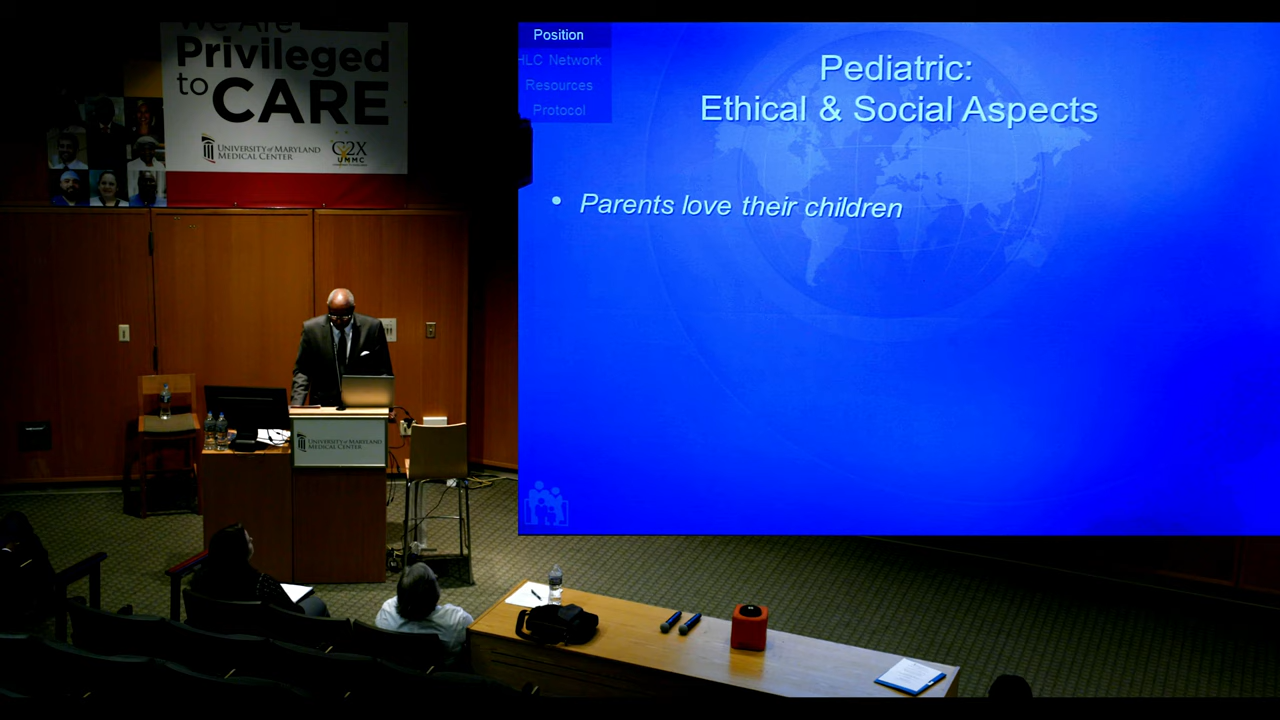 We Are
Privileged
to CARE
UNIVERSITY of MARYLAND
MEDICAL CENTER
C2X
UMMC
Position
HLC Network
Resources
Protocol
Pediatric:
Ethical & Social Aspects
• Parents love their children
UNIVERSITY of MARYLAND
MEDICAL CENTER